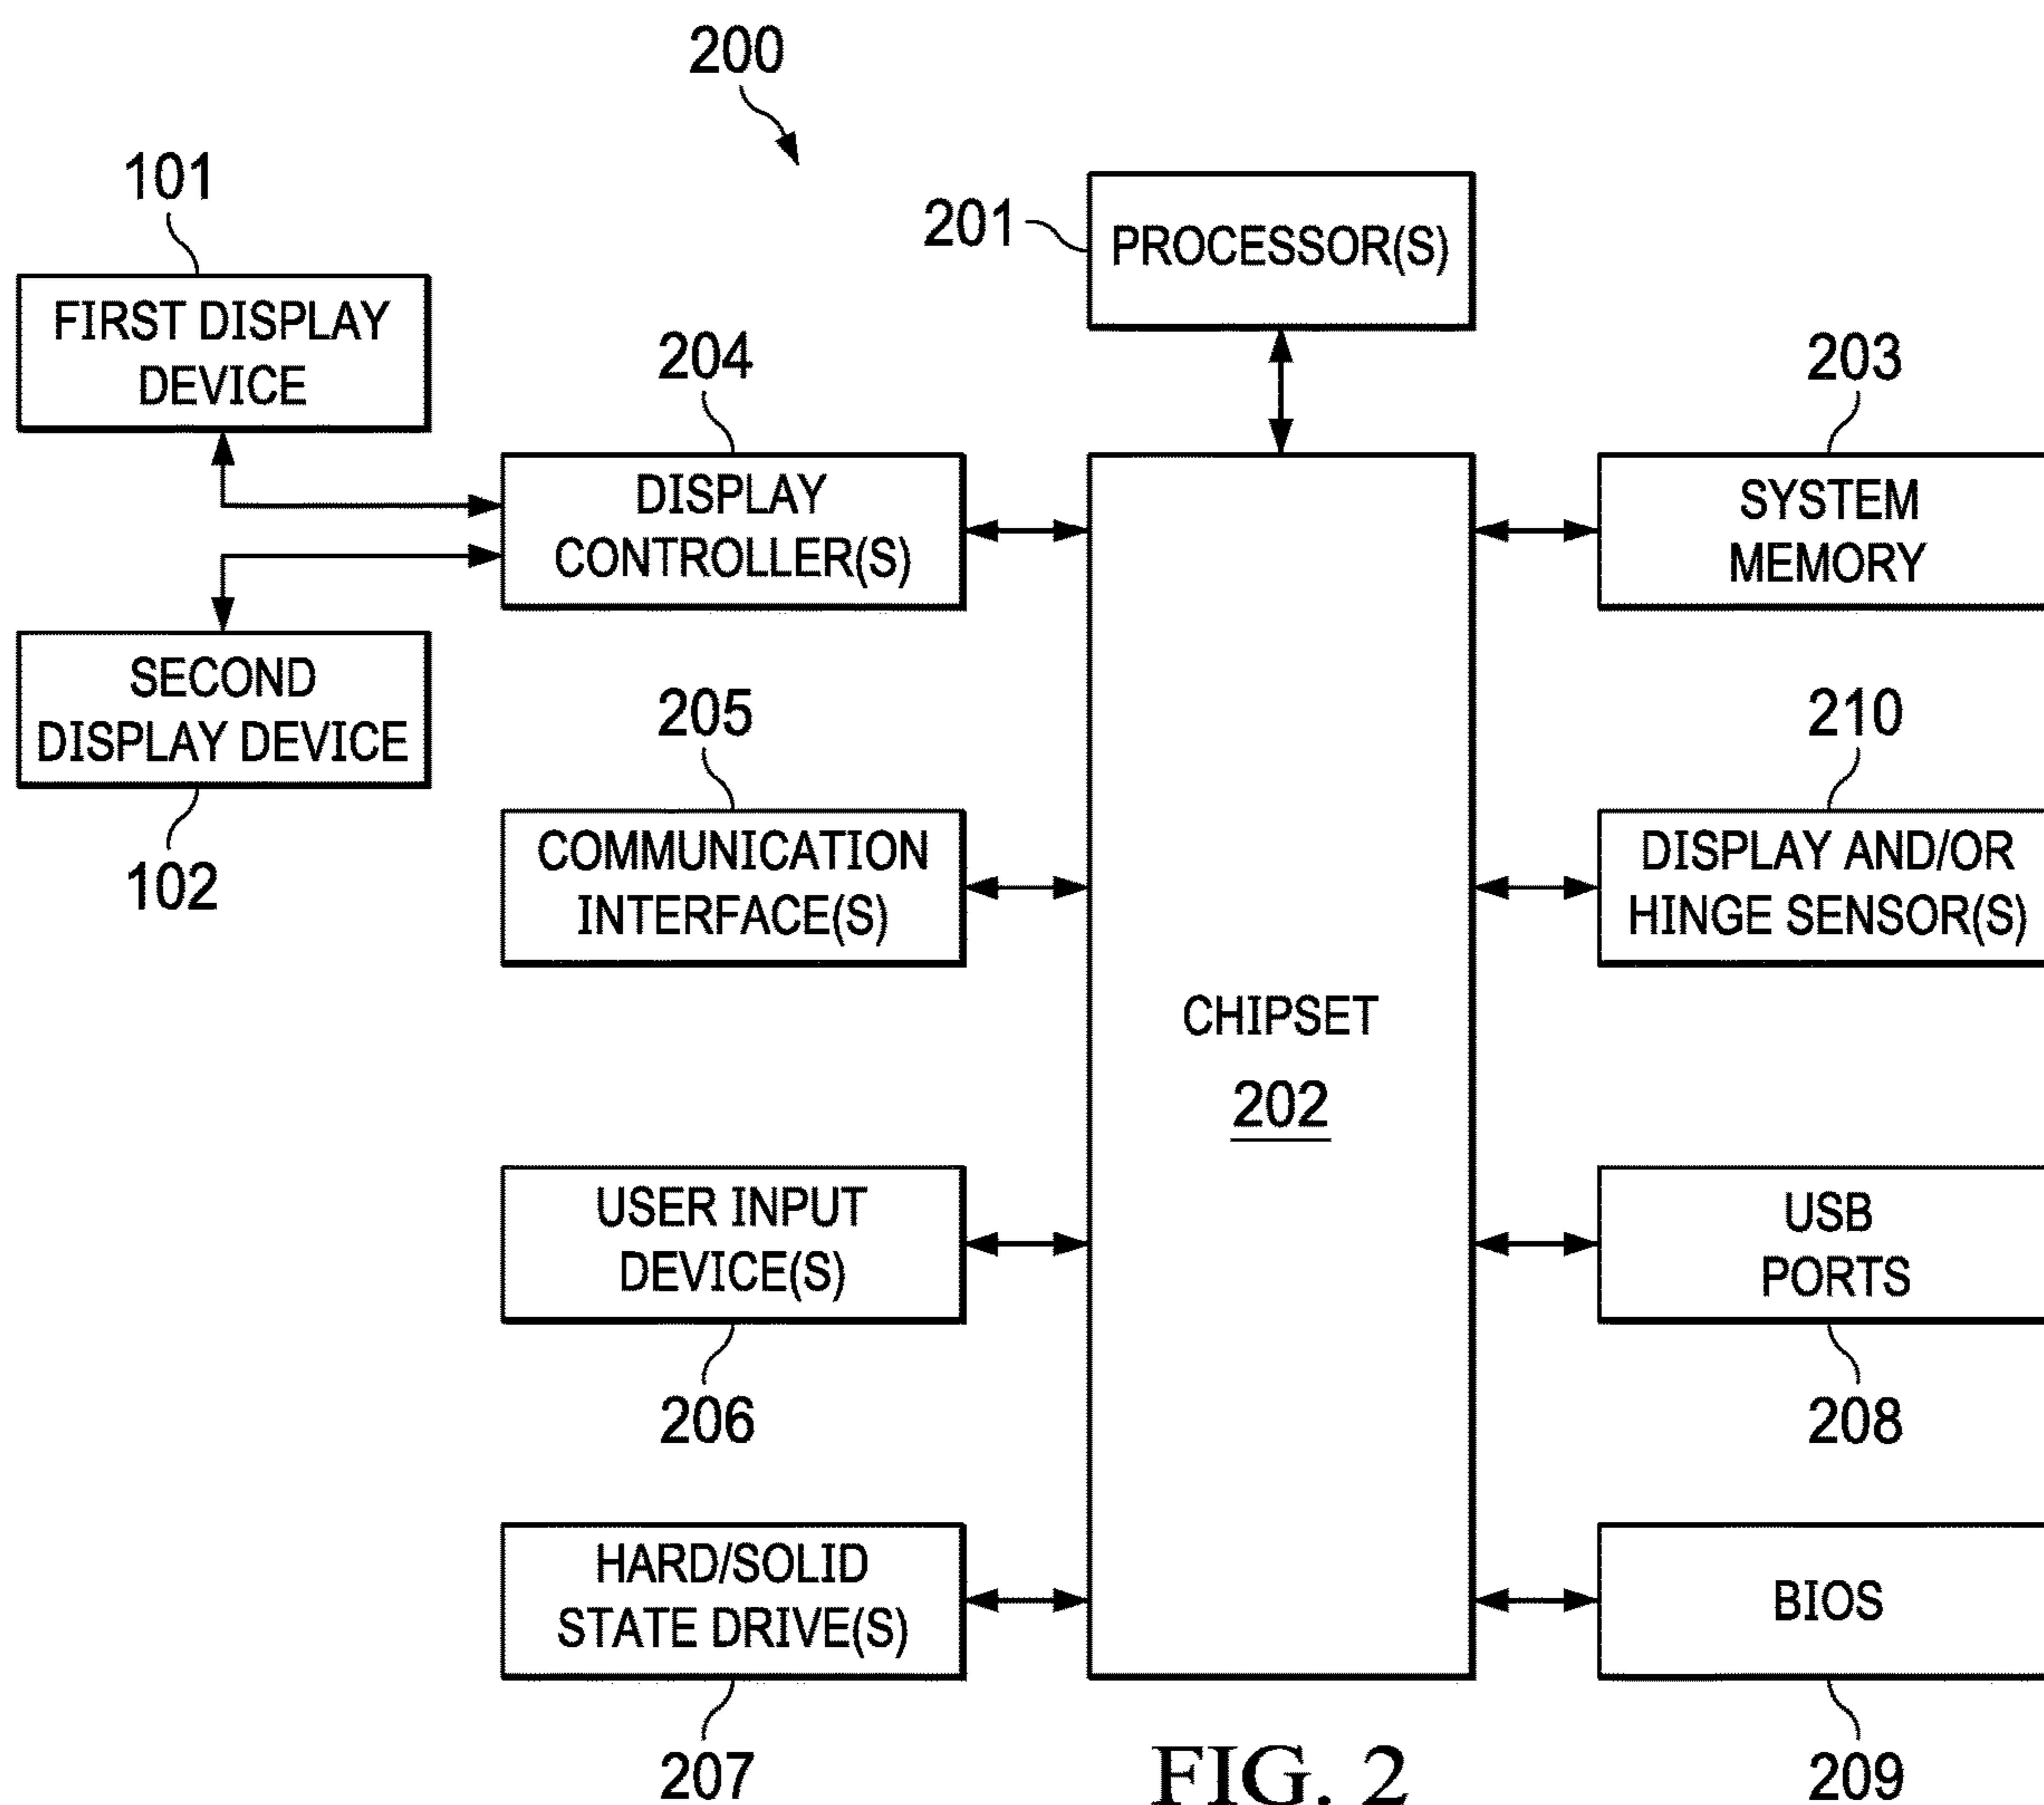 200
101
201
PROCESSOR(S)
FIRST DISPLAY
DEVICE
204
203
DISPLAY
CONTROLLER(S)
SYSTEM
MEMORY
SECOND
DISPLAY DEVICE
102
205
210
COMMUNICATION
INTERFACE(S)
DISPLAY AND/OR
HINGE SENSOR(S)
CHIPSET
202
USER INPUT
DEVICE(S)
206
USB
PORTS
208
HARD/SOLID
STATE DRIVE(S)
207
BIOS
209
FIG. 2